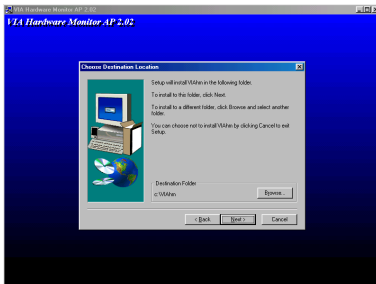 VIA Hardware Monitor AP 2.02
VIA Hardware Monitor AP 2.02
Choose Destination Location
Setup will install VIAhm in the following folder.
To install to this folder, click Next.
To install to a different folder, click Browse and select another
folder.
You can choose not to install VIAhm by clicking Cancel to exit
Setup.
Destination Folder
c:\VIAhm
Browse...
< Back
Next >
Cancel